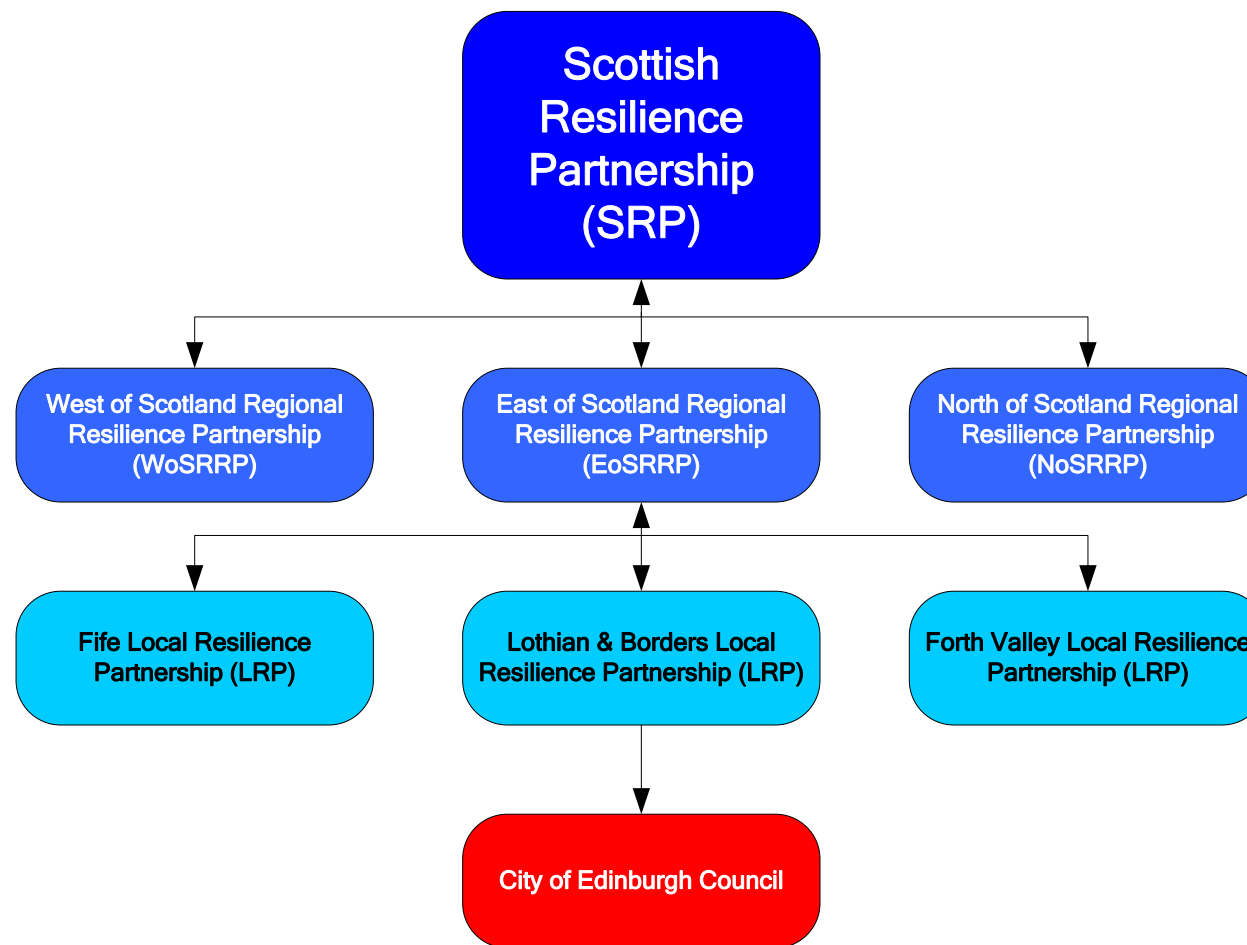 Scottish
Resilience
Partnership
(SRP)
West of Scotland Regional
Resilience Partnership
(WoSRRP)
East of Scotland Regional
Resilience Partnership
(EoSRRP)
North of Scotland Regional
Resilience Partnership
(NoSRRP)
Fife Local Resilience
Partnership (LRP)
Lothian & Borders Local
Resilience Partnership (LRP)
Forth Valley Local Resilience
Partnership (LRP)
City of Edinburgh Council